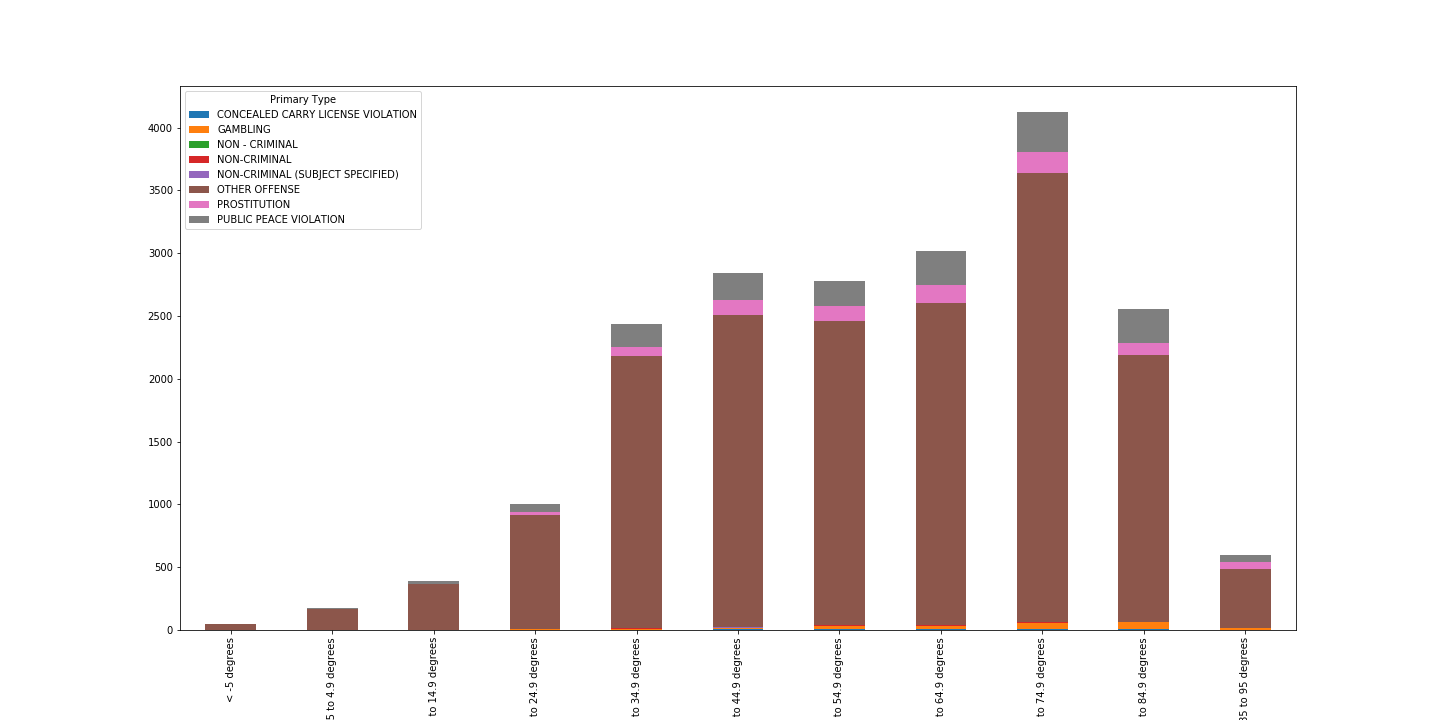 Primary Type
CONCEALED CARRY LICENSE VIOLATION
GAMBLING
NON - CRIMINAL
NON-CRIMINAL
NON-CRIMINAL (SUBJECT SPECIFIED)
OTHER OFFENSE
PROSTITUTION
PUBLIC PEACE VIOLATION
4000
3500
3000
2500
2000
1500
1000
500
0
< -5 degrees
5 to 4.9 degrees
to 14.9 degrees
to 24.9 degrees
to 34.9 degrees
to 44.9 degrees
to 54.9 degrees
to 64.9 degrees
to 74.9 degrees
to 84.9 degrees
to 95 degrees